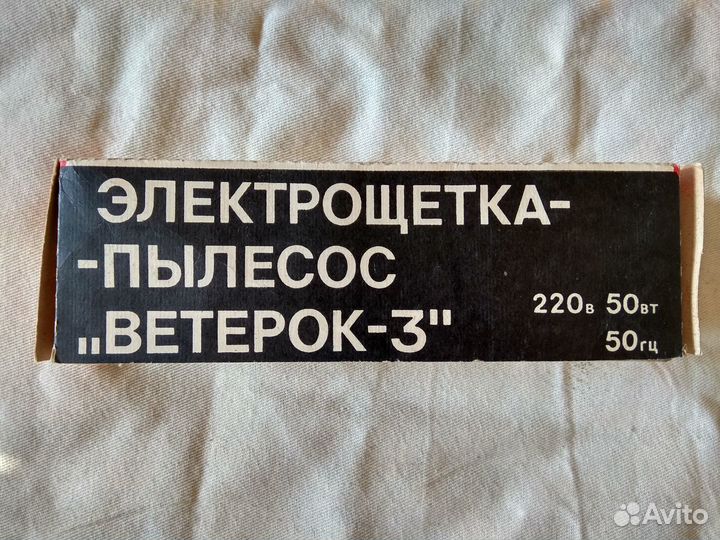 ЭЛЕКТРОЩЕТКА-
-ПЫЛЕСОС
„ВЕТЕРОК-3"
220в 50вт
50гц
Avito